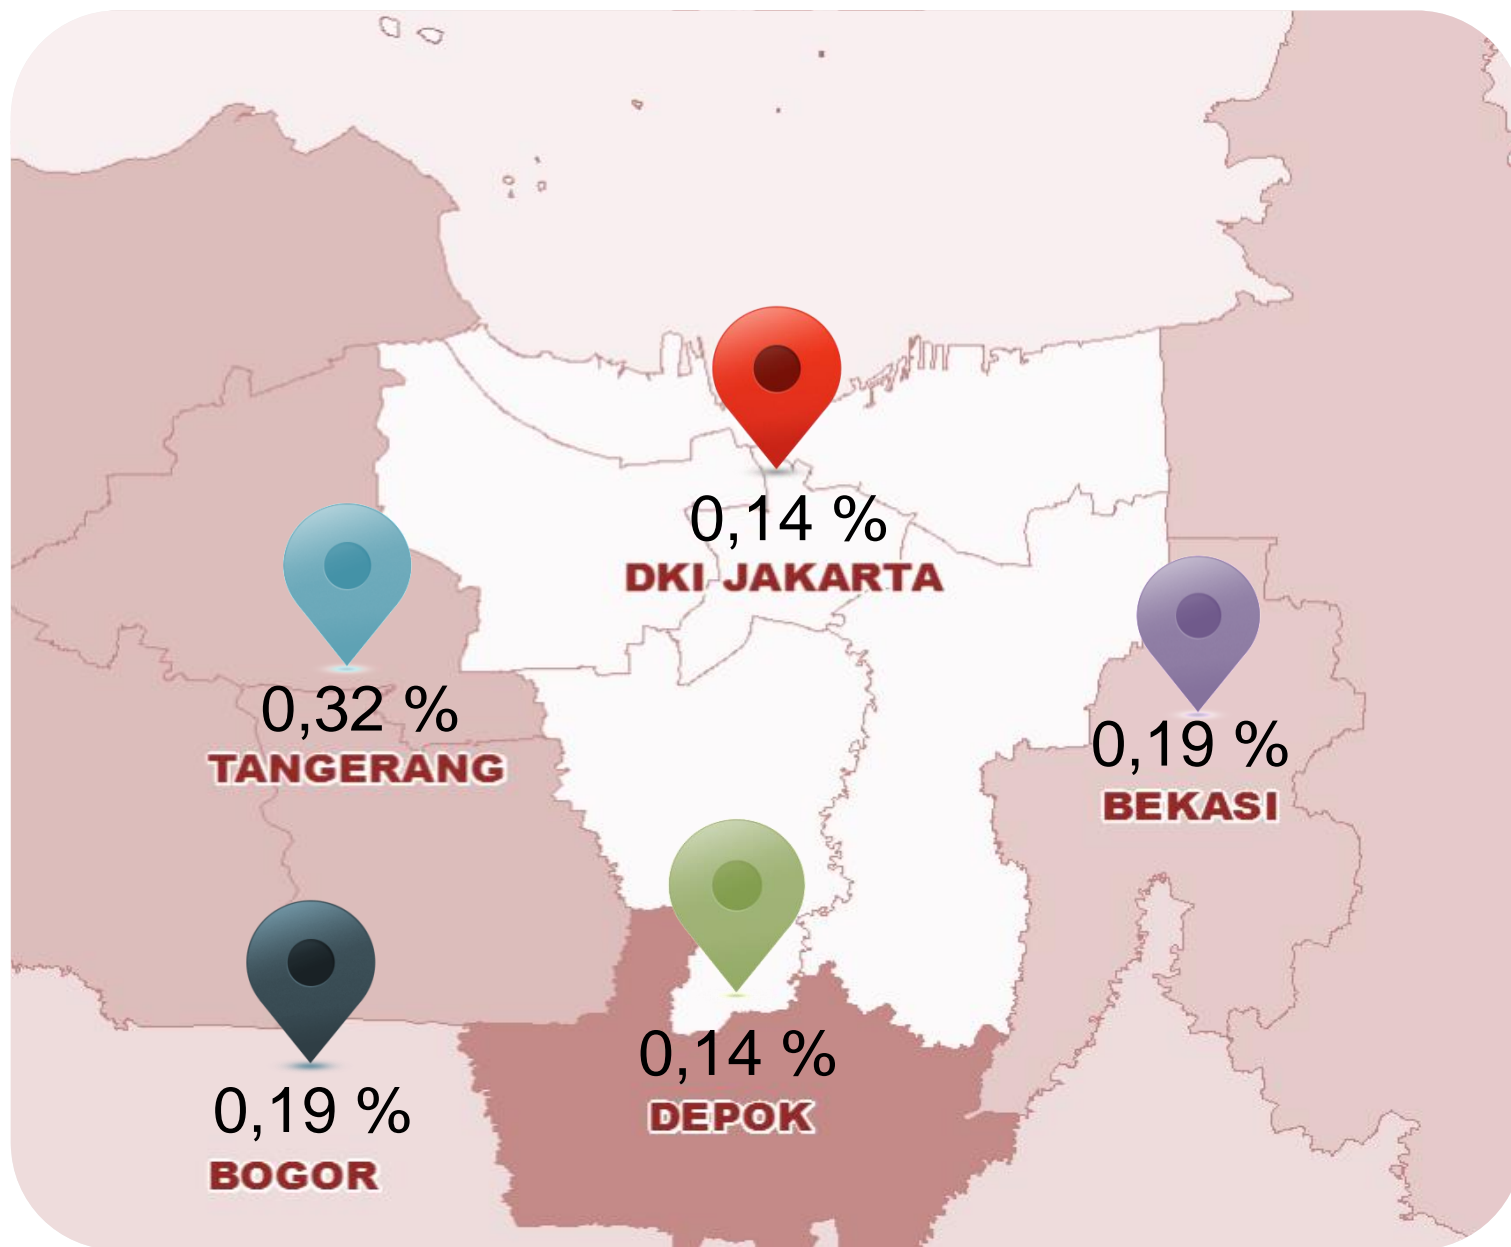 0,14 %
DKI JAKARTA
0,32 %
TANGERANG
0,19 %
BEKASI
0,14 %
DEPOK
0,19 %
BOGOR